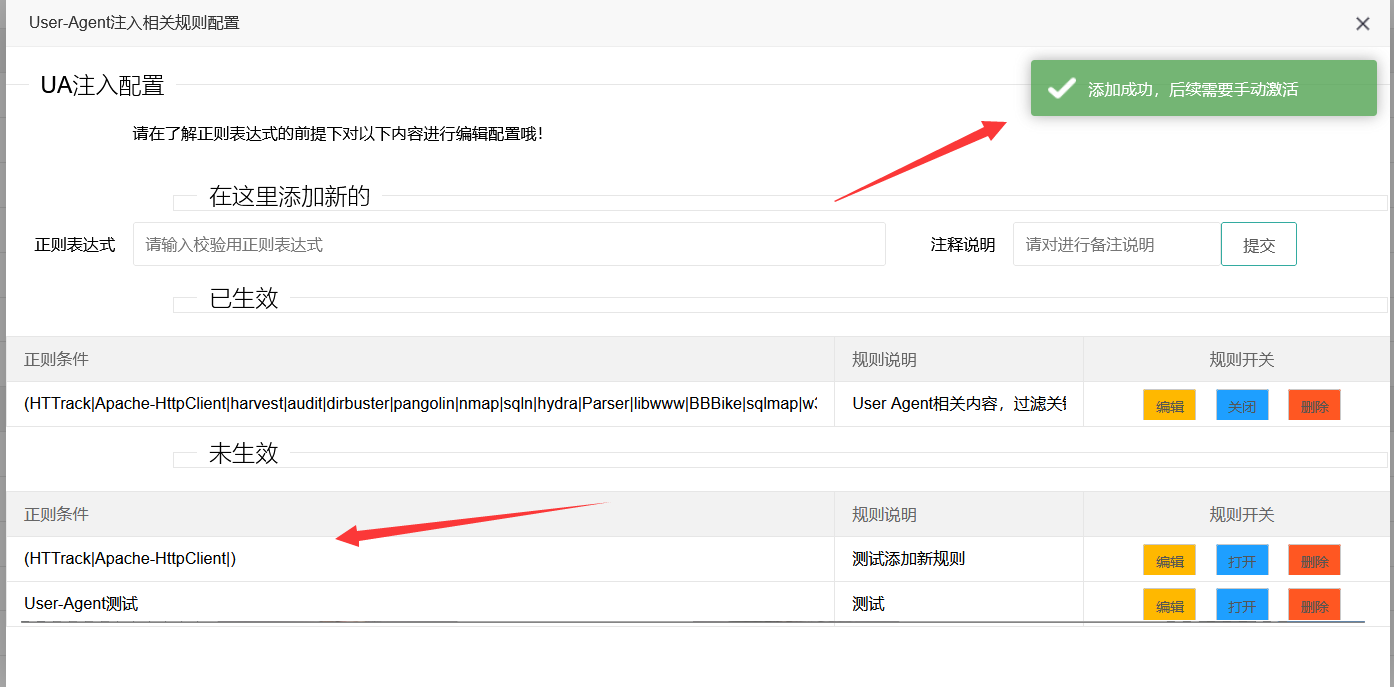 User-Agent注入相关规则配置
UA注入配置
添加成功，后续需要手动激活
请在了解正则表达式的前提下对以下内容进行编辑配置哦！
在这里添加新的
正则表达式 请输入校验用正则表达式 注释说明 请对进行备注说明 提交
已生效
正则条件 规则说明 规则开关
(HTTrack|Apache-HttpClient|harvest|audit|dirbuster|pangolin|nmap|sqln|hydra|Parser|libwww|BBBike|sqlmap|w3 User Agent相关内容，过滤关 编辑 关闭 删除
未生效
正则条件 规则说明 规则开关
(HTTrack|Apache-HttpClient|) 测试添加新规则 编辑 打开 删除
User-Agent测试 测试 编辑 打开 删除